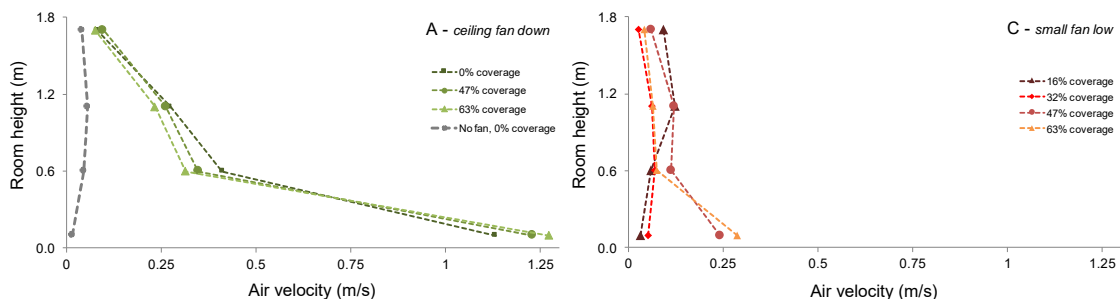 A - ceiling fan down
1.8
1.2
0.6
0.0
Room height (m)
0% coverage
47% coverage
63% coverage
No fan, 0% coverage
0
0.25
0.5
0.75
1
1.25
Air velocity (m/s)
C - small fan low
1.8
1.2
0.6
0.0
Room height (m)
16% coverage
32% coverage
47% coverage
63% coverage
0
0.25
0.5
0.75
1
1.25
Air velocity (m/s)